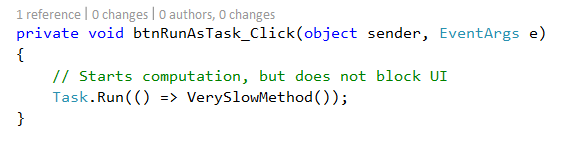 1 reference | 0 changes | 0 authors, 0 changes
private void btnRunAsTask_Click(object sender, EventArgs e)
{
    // Starts computation, but does not block UI
    Task.Run(() => VerySlowMethod());
}